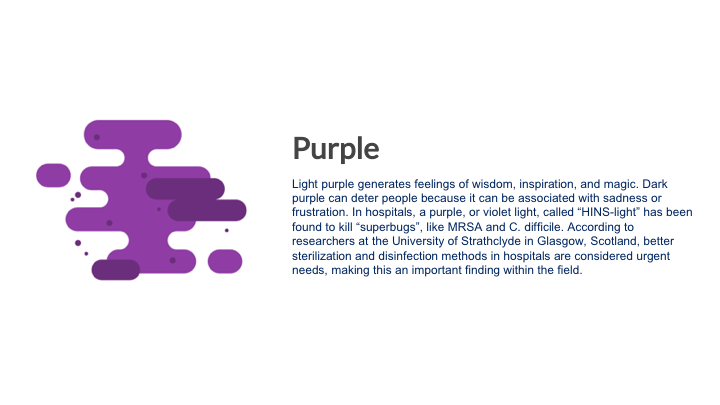 Purple
Light purple generates feelings of wisdom, inspiration, and magic. Dark
purple can deter people because it can be associated with sadness or
frustration. In hospitals, a purple, or violet light, called “HINS-light” has been
found to kill “superbugs”, like MRSA and C. difficile. According to
researchers at the University of Strathclyde in Glasgow, Scotland, better
sterilization and disinfection methods in hospitals are considered urgent
needs, making this an important finding within the field.